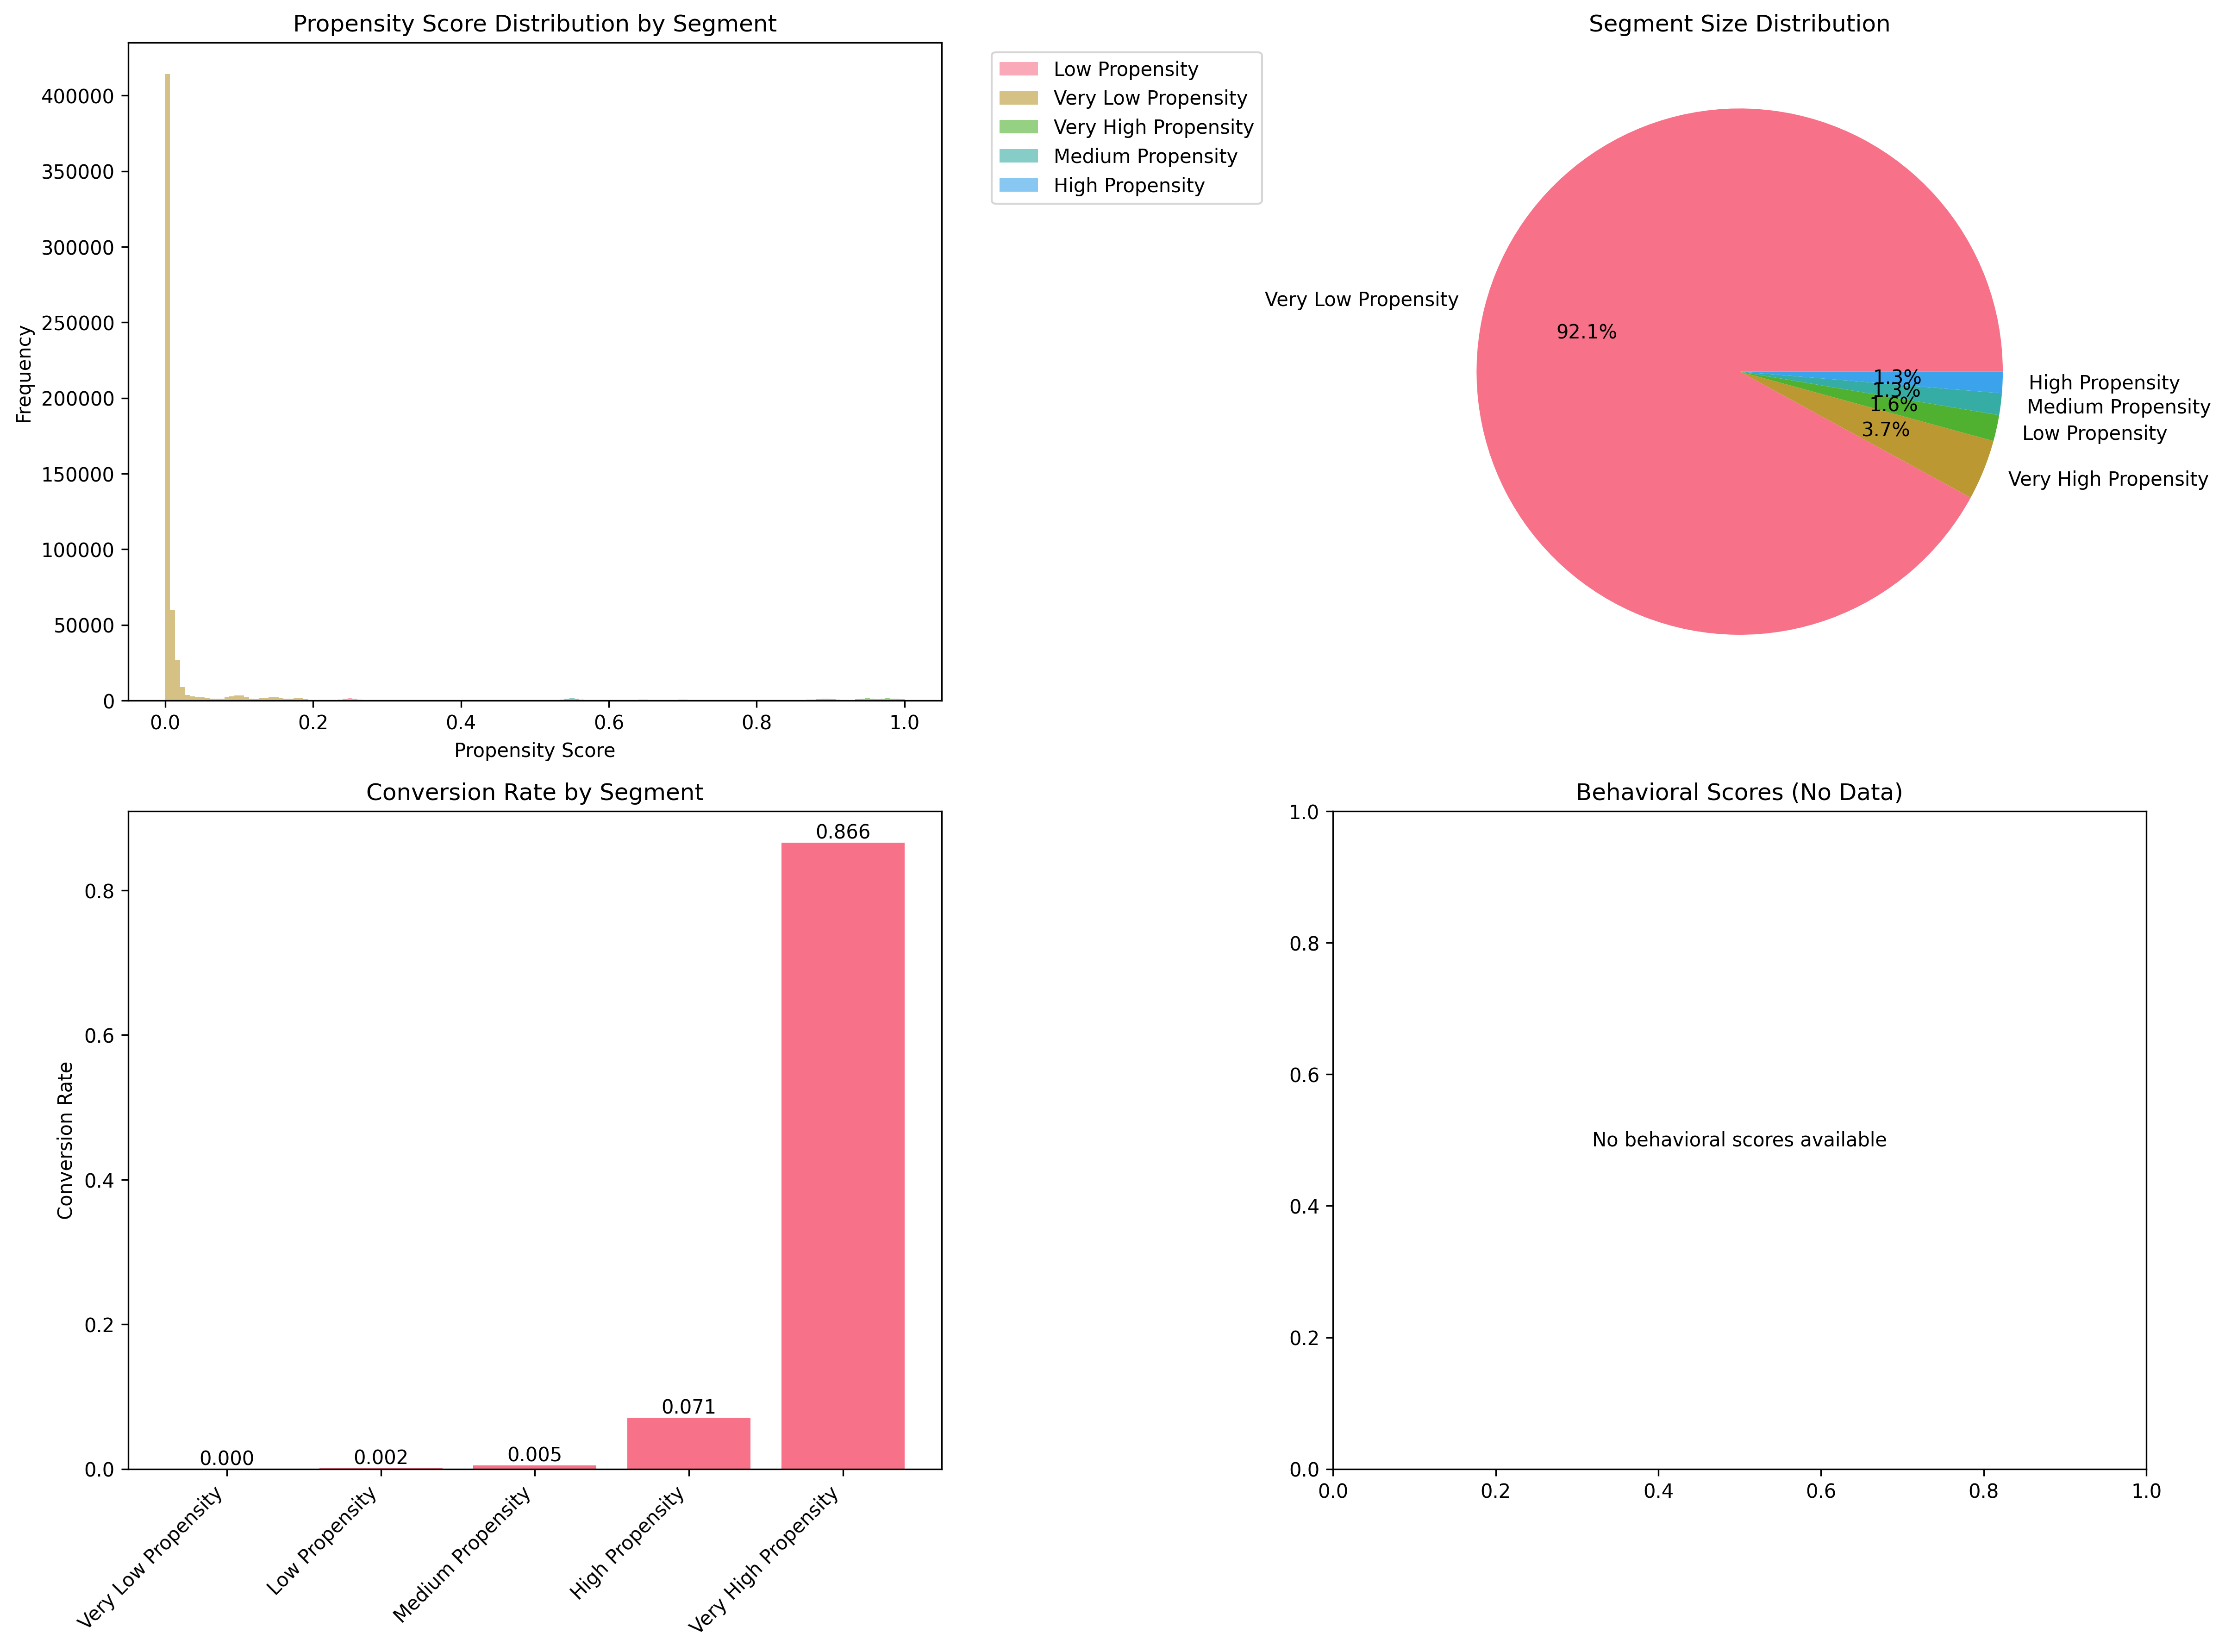 Propensity Score Distribution by Segment
400000
350000
300000
250000
200000
150000
100000
50000
0
Frequency
0.0 0.2 0.4 0.6 0.8 1.0
Propensity Score
Low Propensity
Very Low Propensity
Very High Propensity
Medium Propensity
High Propensity
Segment Size Distribution
Very Low Propensity
92.1%
1.3%
High Propensity
1.3%
Medium Propensity
1.6%
Low Propensity
3.7%
Very High Propensity
Conversion Rate by Segment
0.8
0.6
0.4
0.2
0.0
Conversion Rate
0.000
0.002
0.005
0.071
0.866
Very Low Propensity
Low Propensity
Medium Propensity
High Propensity
Very High Propensity
Behavioral Scores (No Data)
1.0
0.8
0.6
0.4
0.2
0.0
No behavioral scores available
0.0 0.2 0.4 0.6 0.8 1.0